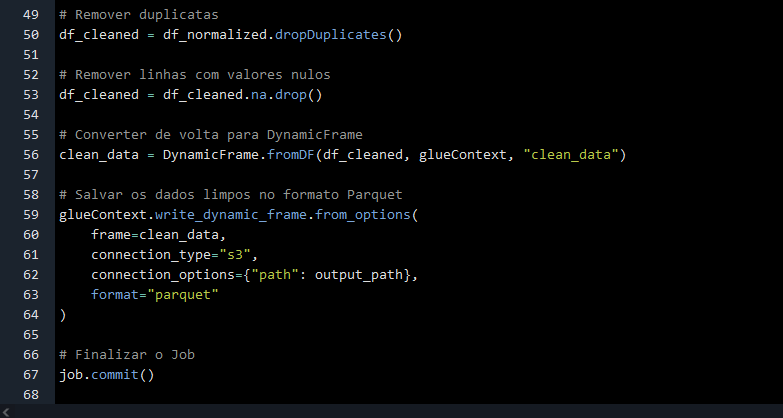 49 # Remover duplicatas
50 df_cleaned = df_normalized.dropDuplicates()
51
52 # Remover linhas com valores nulos
53 df_cleaned = df_cleaned.na.drop()
54
55 # Converter de volta para DynamicFrame
56 clean_data = DynamicFrame.fromDF(df_cleaned, glueContext, "clean_data")
57
58 # Salvar os dados limpos no formato Parquet
59 glueContext.write_dynamic_frame.from_options(
60     frame=clean_data,
61     connection_type="s3",
62     connection_options={"path": output_path},
63     format="parquet"
64 )
65
66 # Finalizar o Job
67 job.commit()
68